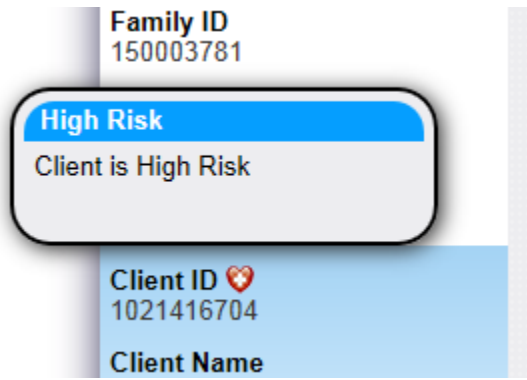 Family ID
150003781
High Risk
Client is High Risk
Client ID
1021416704
Client Name